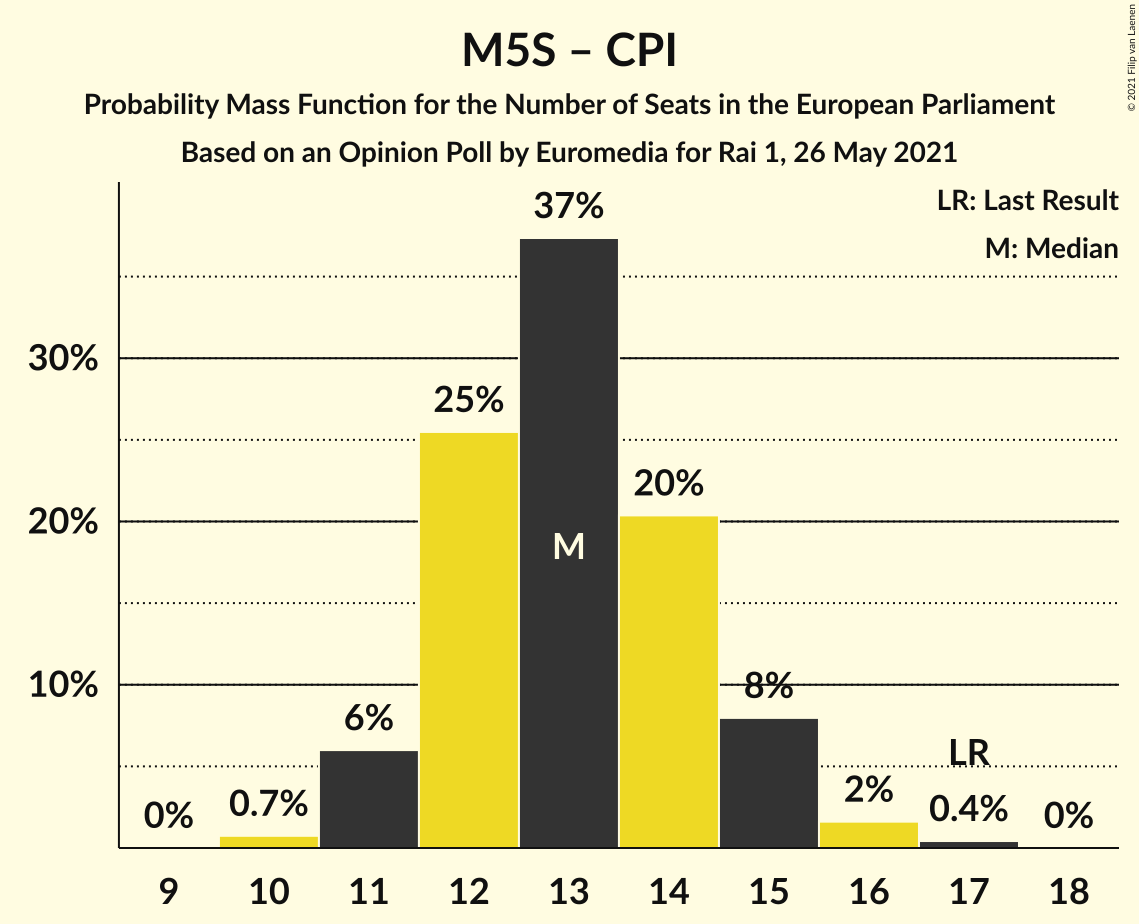 M5S – CPI
Probability Mass Function for the Number of Seats in the European Parliament
Based on an Opinion Poll by Euromedia for Rai 1, 26 May 2021
© 2021 Filip van Laenen
LR: Last Result
M: Median
30%
20%
10%
0%
0.7%
6%
25%
37%
M
20%
8%
2%
LR
0.4%
0%
9 10 11 12 13 14 15 16 17 18